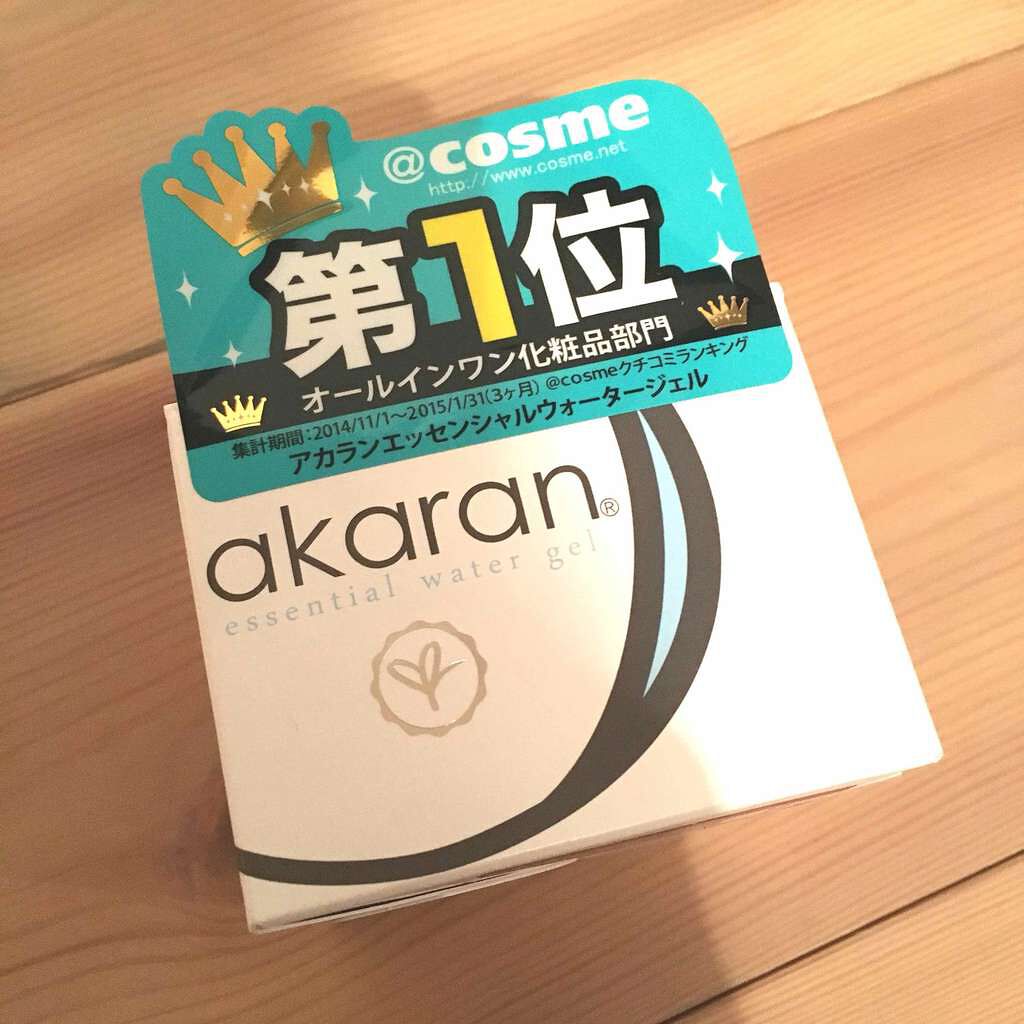 @cosme
http://www.cosme.net
第1位
オールインワン化粧品部門
集計期間:2014/11/1〜2015/1/31(3ヶ月) @cosmeクチコミランキング
アカランエッセンシャルウォータージェル
akaran®
essential water gel